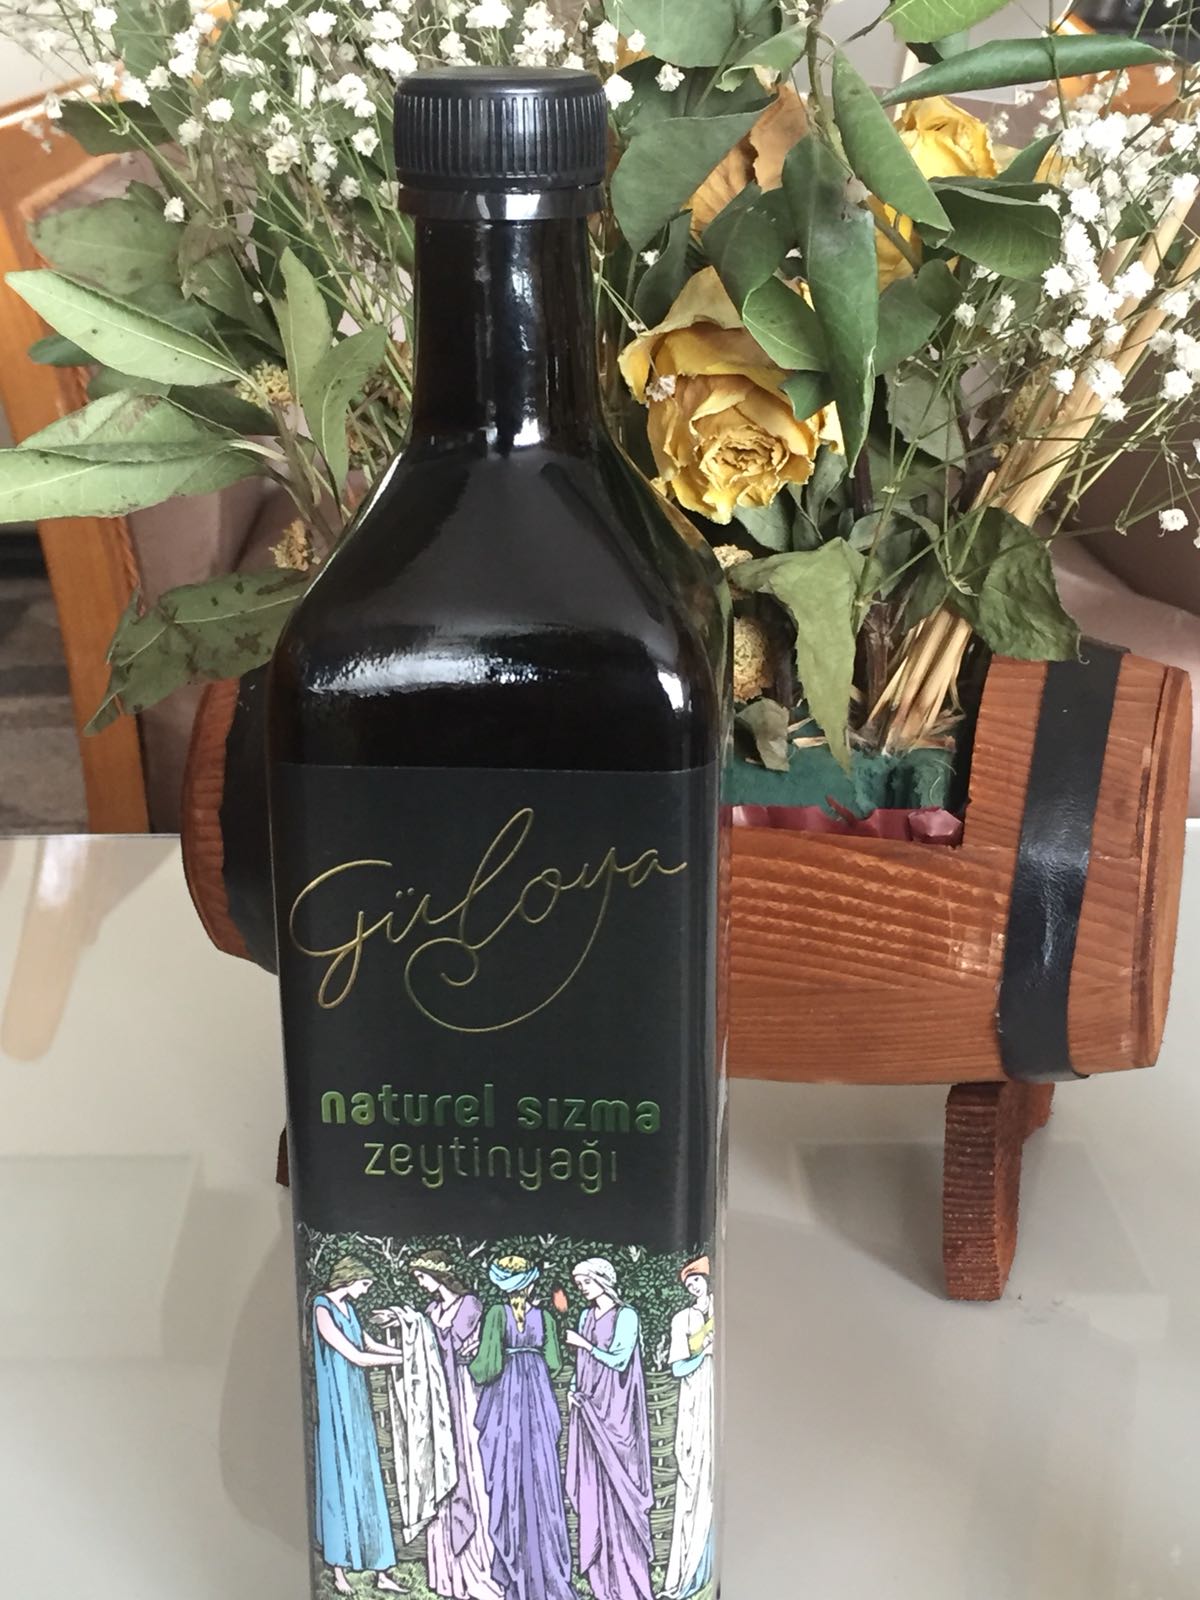 Güloya
naturel sızma
zeytinyağı